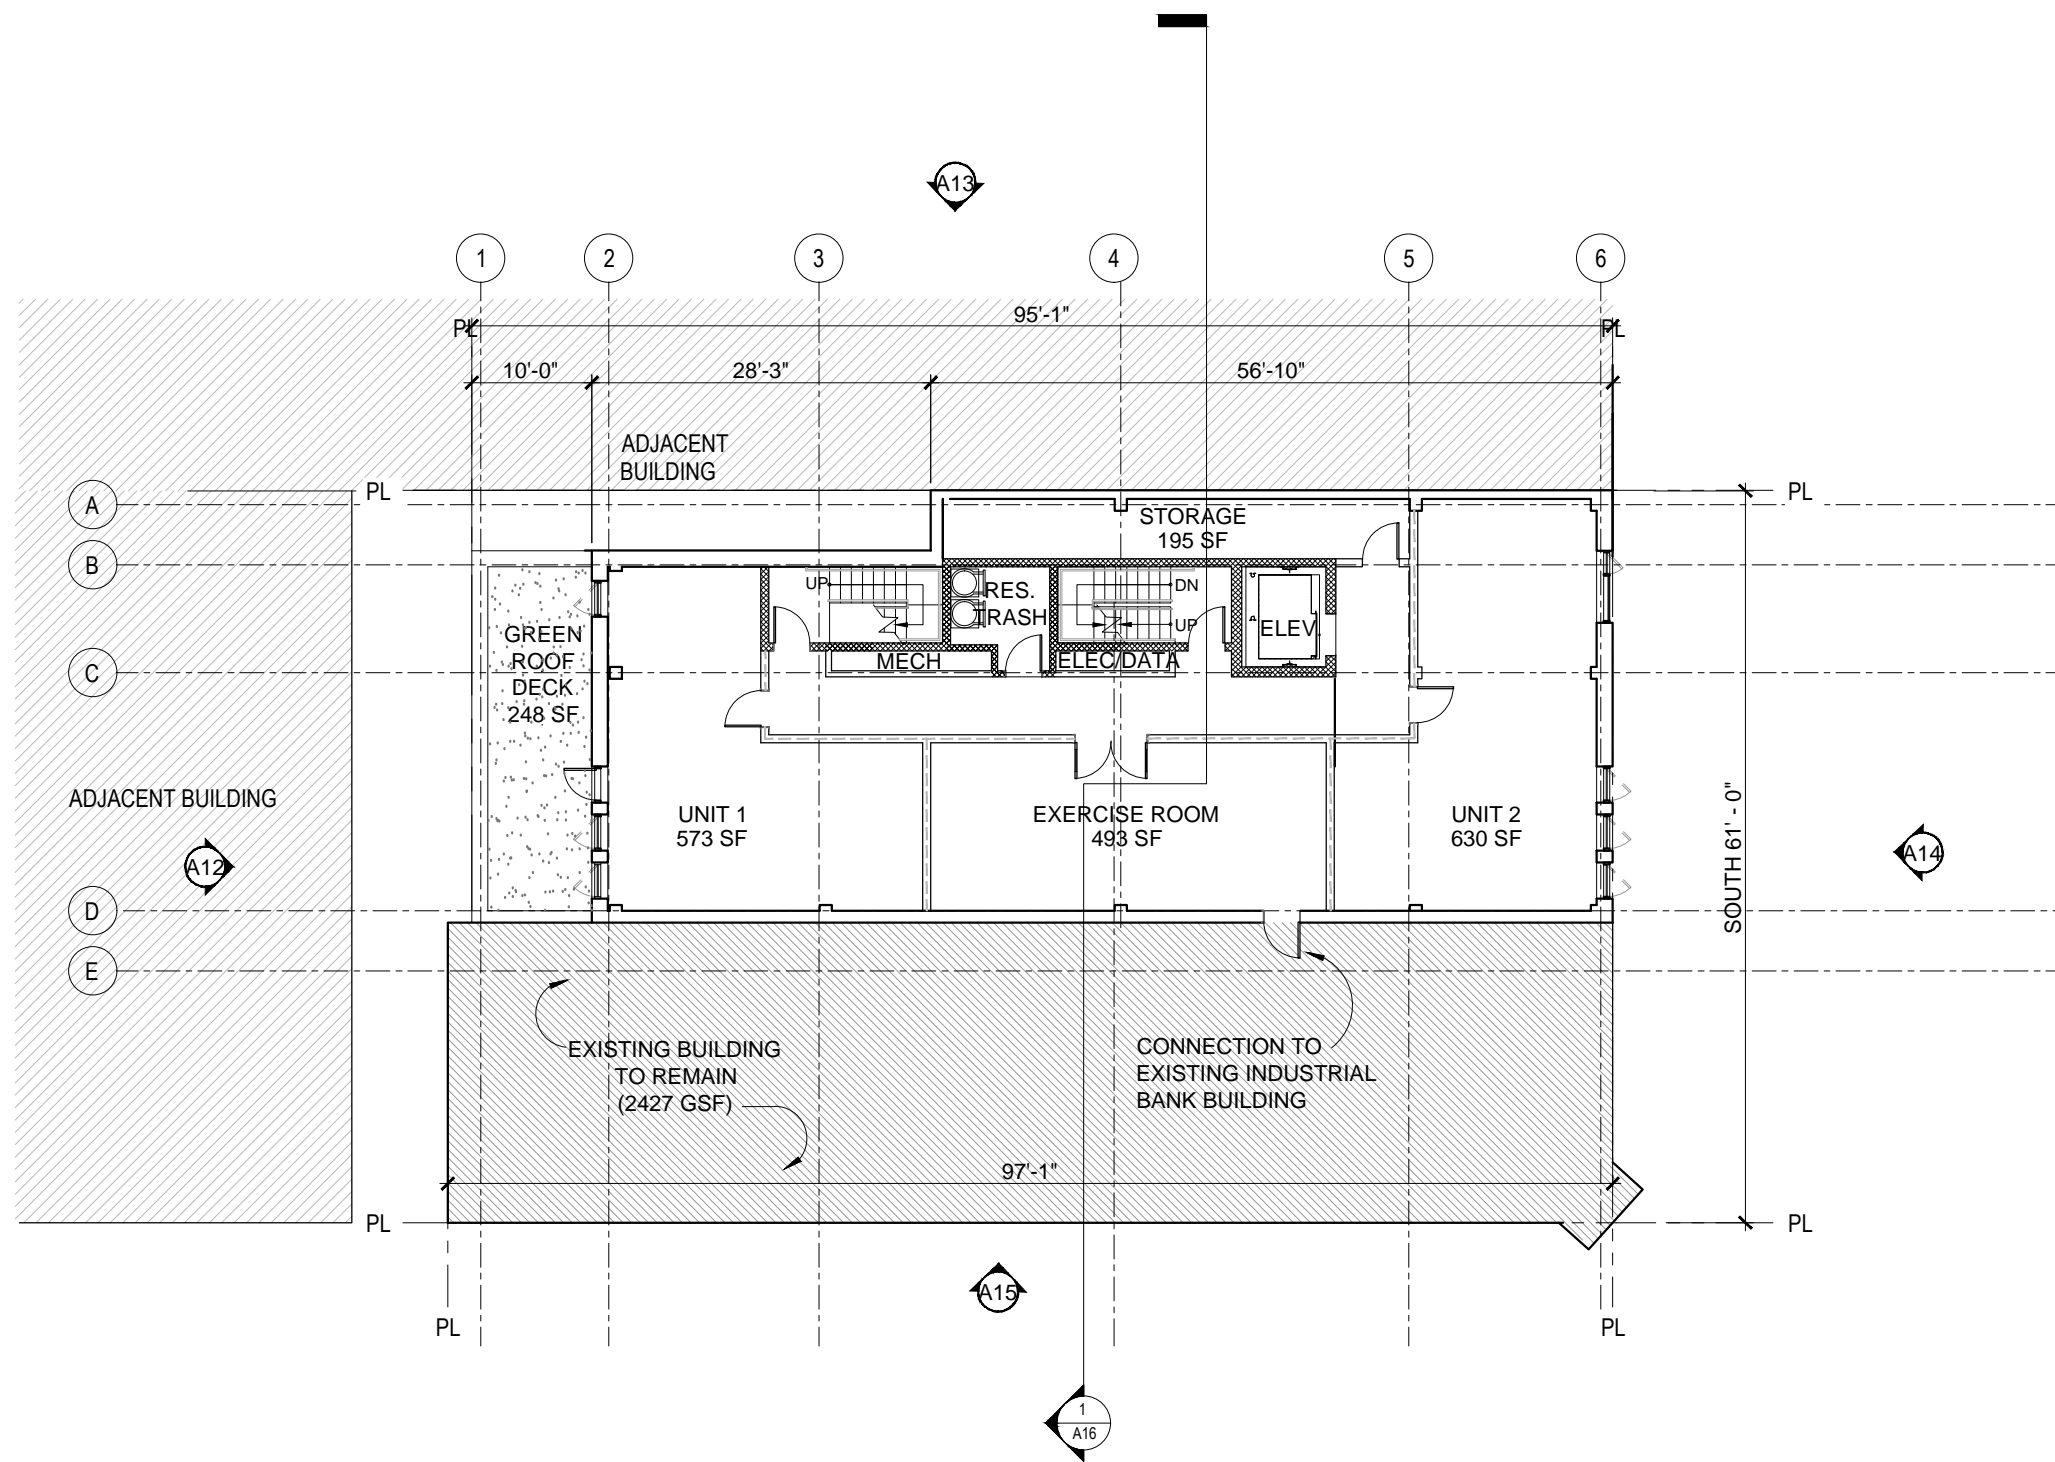 A13
1
2
3
4
5
6
95'-1"
PL
PL
10'-0"
28'-3"
56'-10"
ADJACENT
BUILDING
PL
PL
A
STORAGE
195 SF
B
UP
RES.
TRASH
DN
UP
ELEV
GREEN
ROOF
DECK
248 SF
MECH
ELEC/DATA
C
ADJACENT BUILDING
UNIT 1
573 SF
EXERCISE ROOM
493 SF
UNIT 2
630 SF
SOUTH 61' - 0"
A12
A14
D
E
EXISTING BUILDING
TO REMAIN
(2427 GSF)
CONNECTION TO
EXISTING INDUSTRIAL
BANK BUILDING
97'-1"
PL
PL
A15
PL
PL
1
A16